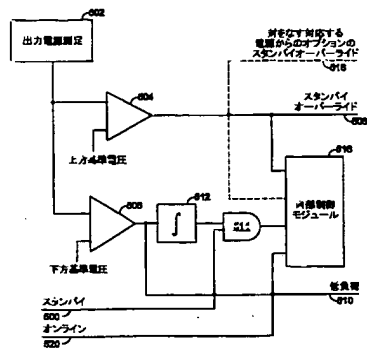 602
出力電源測定
対をなす対応する
電源からのオプションの
スタンバイオーバーライド
618
604
スタンバイ
オーバーライド
上方基準電圧
616
612
614
内部制御
モジュール
下方基準電圧
スタンバイ
低負荷
610
オンライン
620